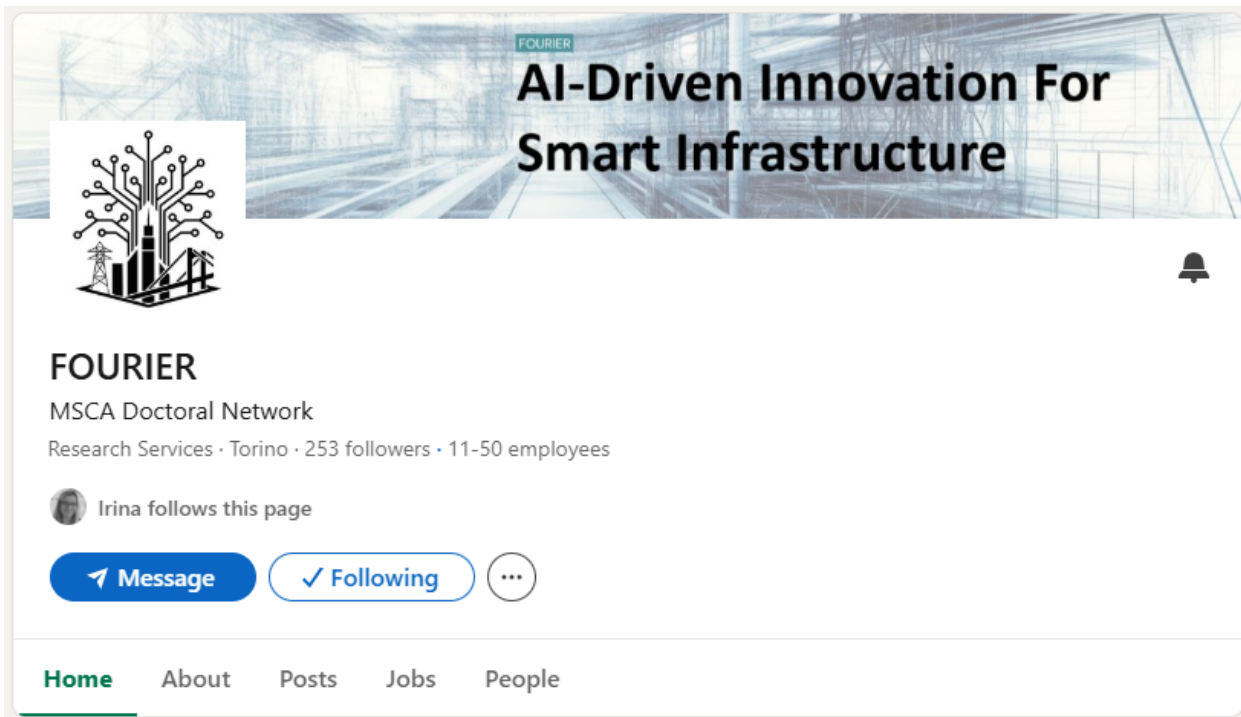 FOURIER
AI-Driven Innovation For
Smart Infrastructure
FOURIER
MSCA Doctoral Network
Research Services · Torino · 253 followers · 11-50 employees
Irina follows this page
Message
Following
Home About Posts Jobs People